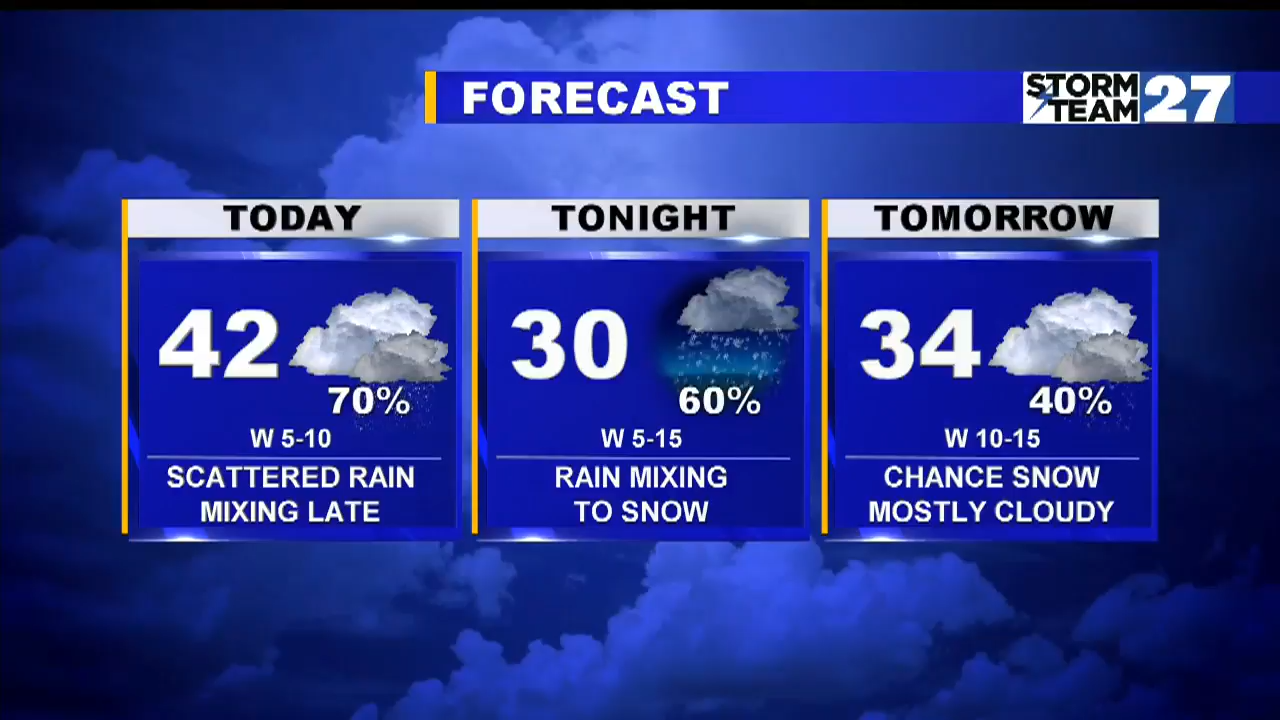 FORECAST
STORM TEAM 27
TODAY
42
70%
W 5-10
SCATTERED RAIN
MIXING LATE
TONIGHT
30
60%
W 5-15
RAIN MIXING
TO SNOW
TOMORROW
34
40%
W 10-15
CHANCE SNOW
MOSTLY CLOUDY